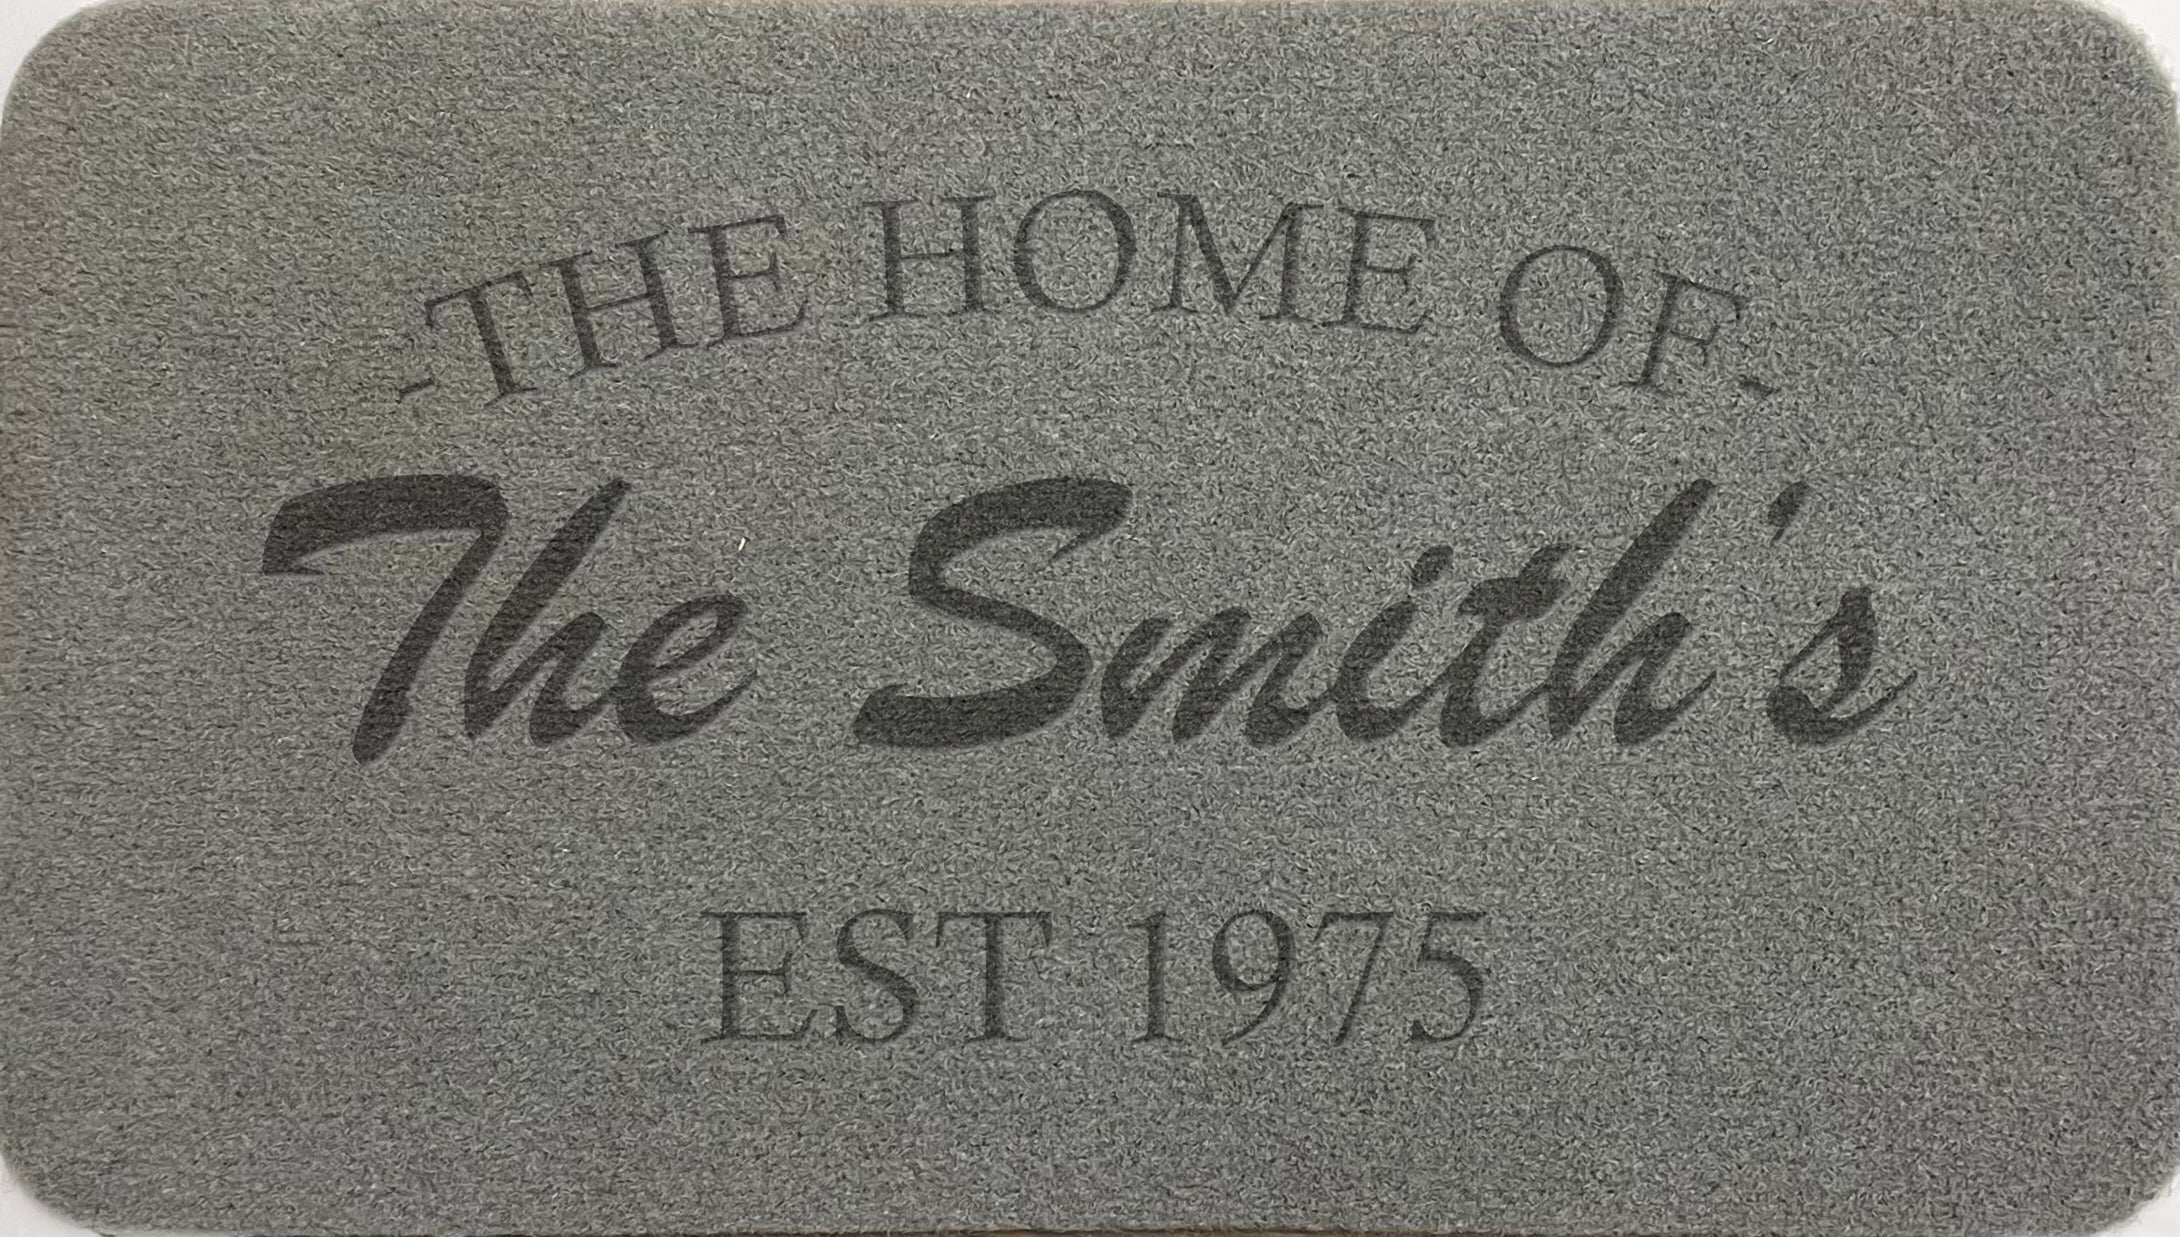 -THE HOME OF-
The Smith's
EST 1975